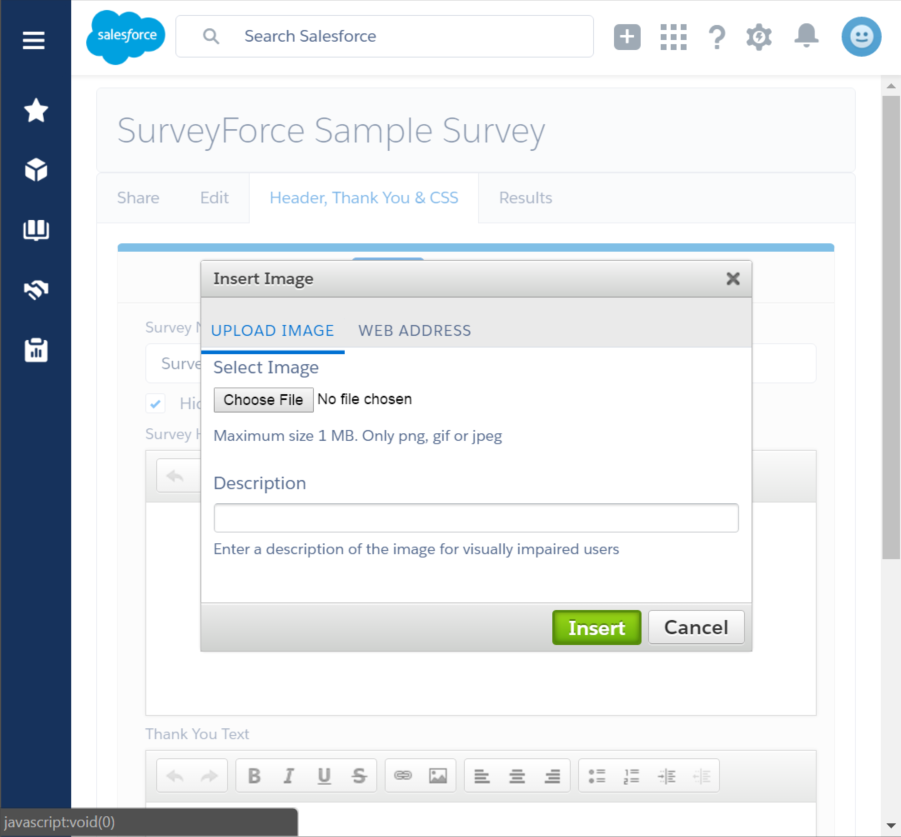 salesforce
Search Salesforce
SurveyForce Sample Survey
Share Edit Header, Thank You & CSS Results
Insert Image
UPLOAD IMAGE WEB ADDRESS
Survey
Select Image
Surve
Choose File No file chosen
Hi
Maximum size 1 MB. Only png, gif or jpeg
Survey
Description
Enter a description of the image for visually impaired users
Insert Cancel
Thank You Text
B I U S
javascript:void(0)